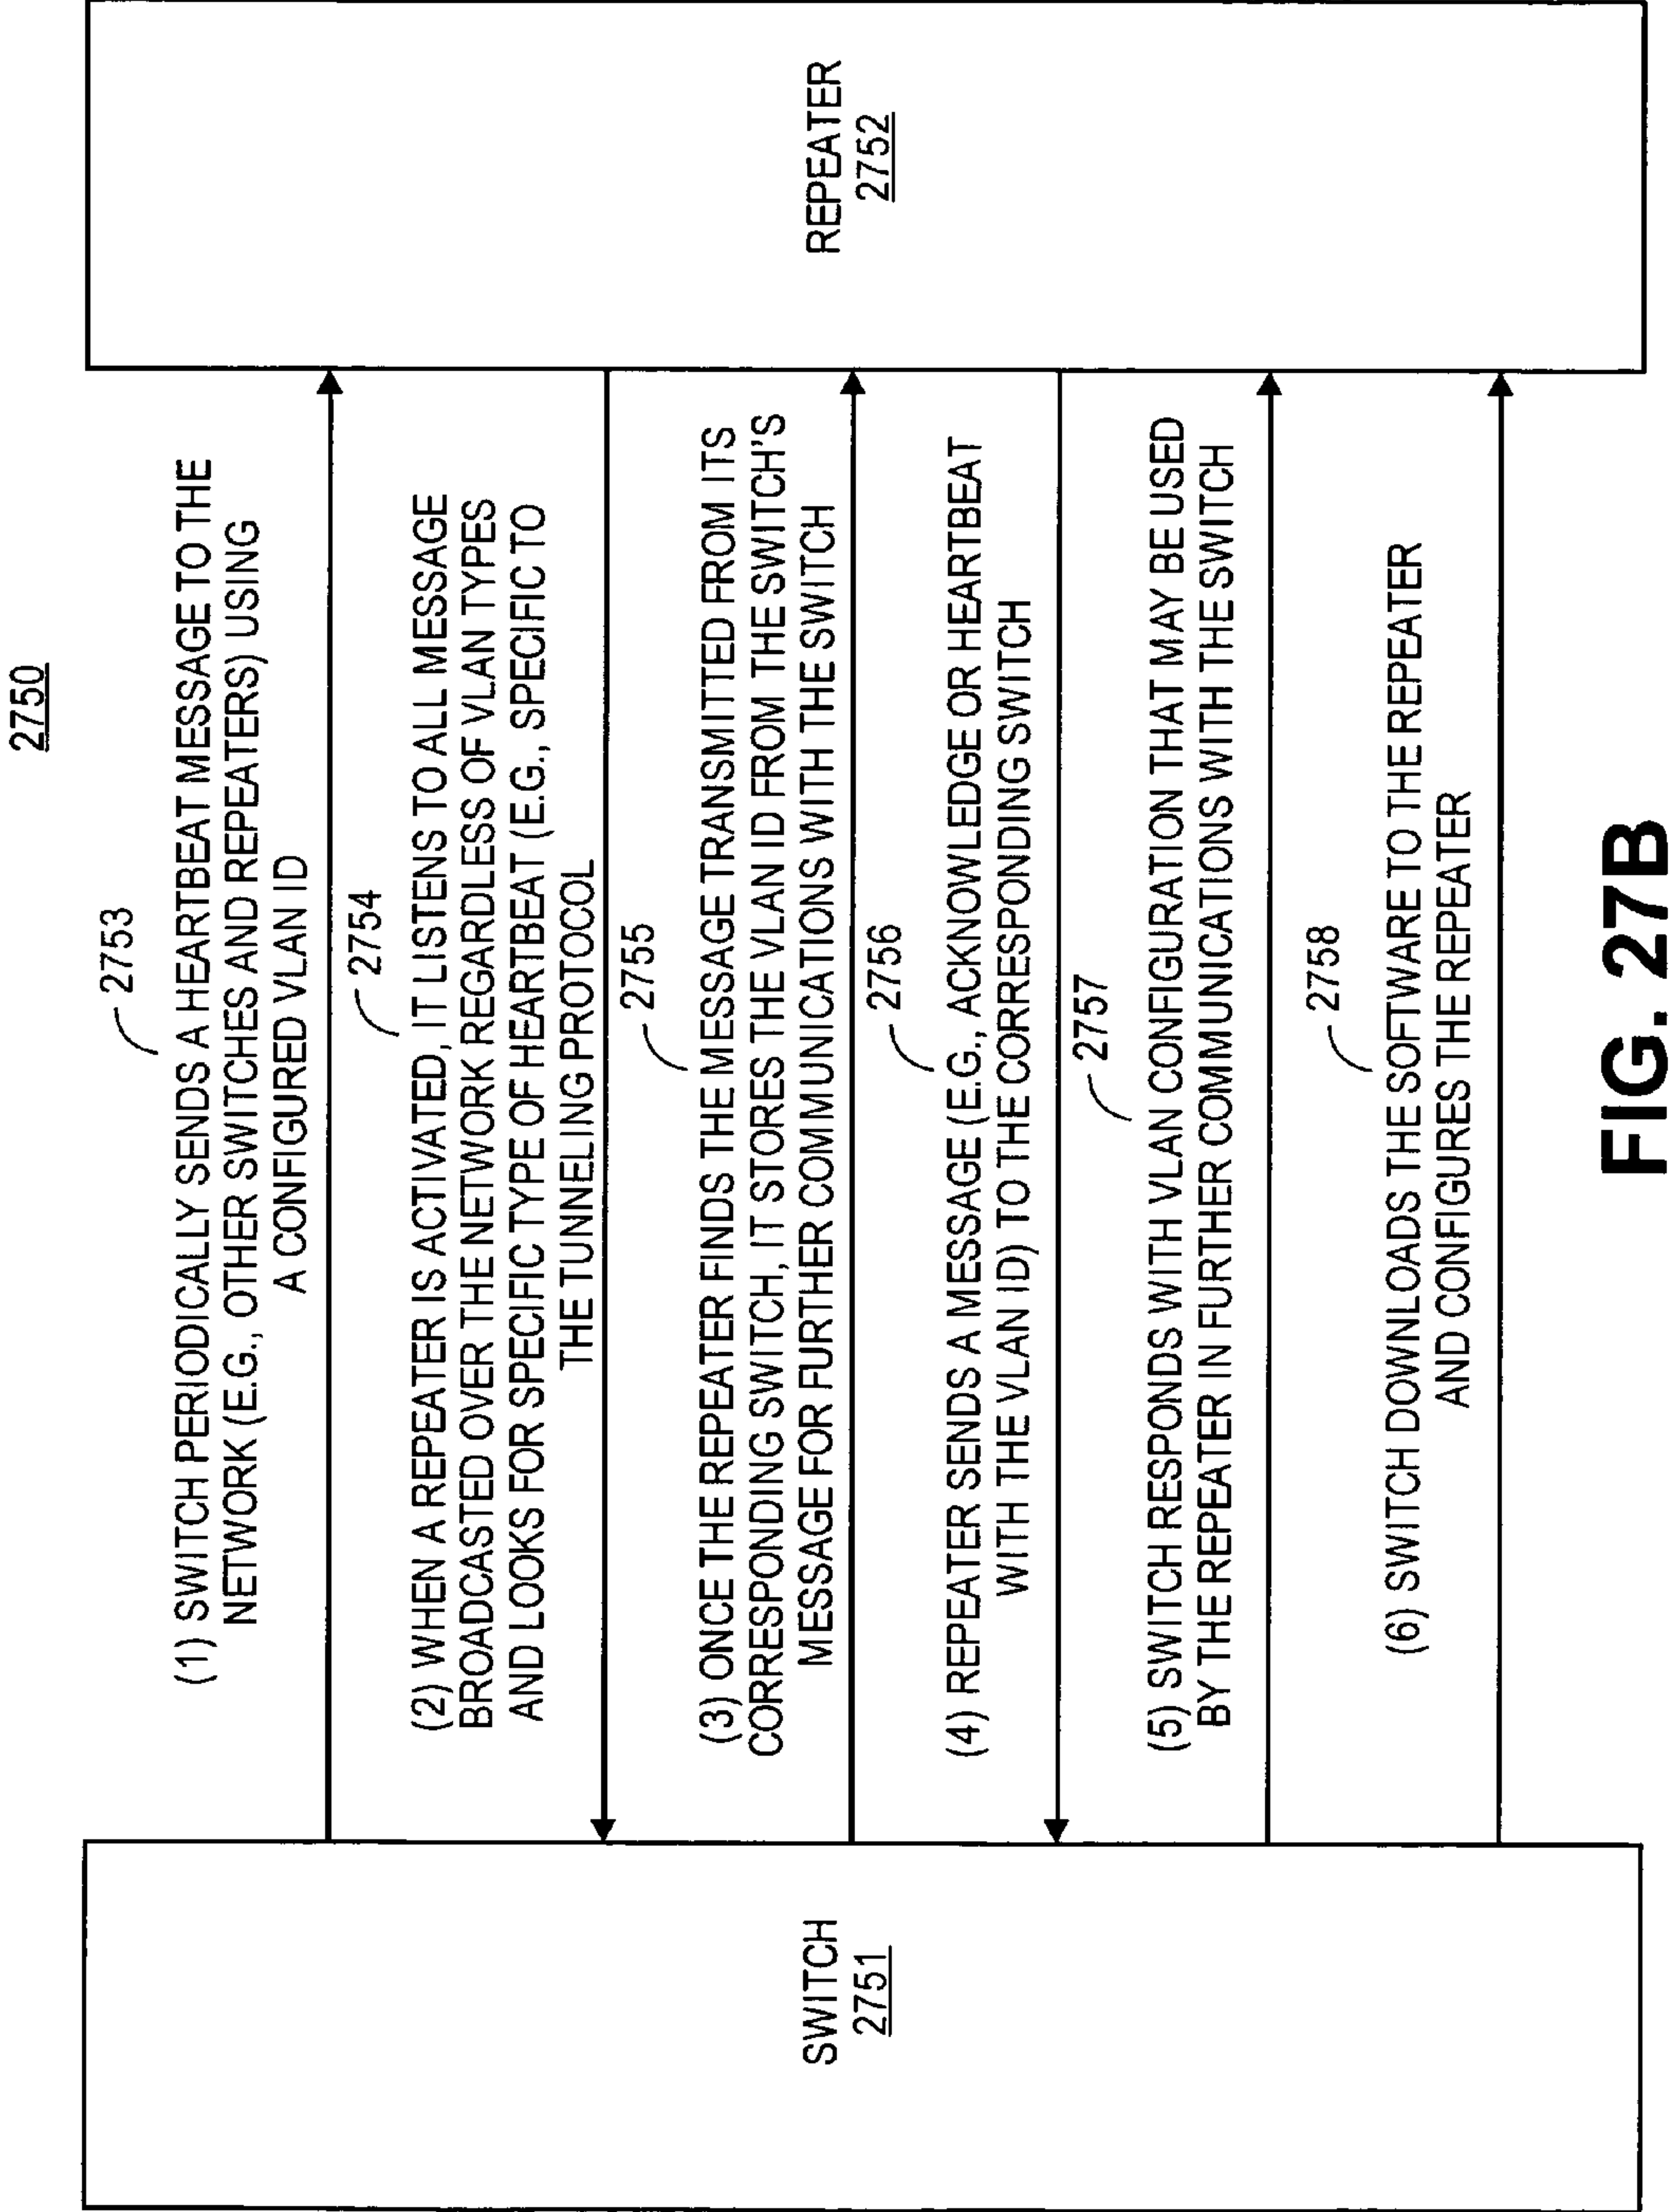 2750
2753
(1) SWITCH PERIODICALLY SENDS A HEARTBEAT MESSAGE TO THE
NETWORK (E.G., OTHER SWITCHES AND REPEATERS) USING
A CONFIGURED VLAN ID
2754
(2) WHEN A REPEATER IS ACTIVATED, IT LISTENS TO ALL MESSAGE
BROADCASTED OVER THE NETWORK REGARDLESS OF VLAN TYPES
AND LOOKS FOR SPECIFIC TYPE OF HEARTBEAT (E.G., SPECIFIC TO
THE TUNNELING PROTOCOL
2755
(3) ONCE THE REPEATER FINDS THE MESSAGE TRANSMITTED FROM ITS
CORRESPONDING SWITCH, IT STORES THE VLAN ID FROM THE SWITCH'S
MESSAGE FOR FURTHER COMMUNICATIONS WITH THE SWITCH
SWITCH
2751
REPEATER
2752
2756
(4) REPEATER SENDS A MESSAGE (E.G., ACKNOWLEDGE OR HEARTBEAT
WITH THE VLAN ID) TO THE CORRESPONDING SWITCH
2757
(5) SWITCH RESPONDS WITH VLAN CONFIGURATION THAT MAY BE USED
BY THE REPEATER IN FURTHER COMMUNICATIONS WITH THE SWITCH
2758
(6) SWITCH DOWNLOADS THE SOFTWARE TO THE REPEATER
AND CONFIGURES THE REPEATER
FIG. 27B